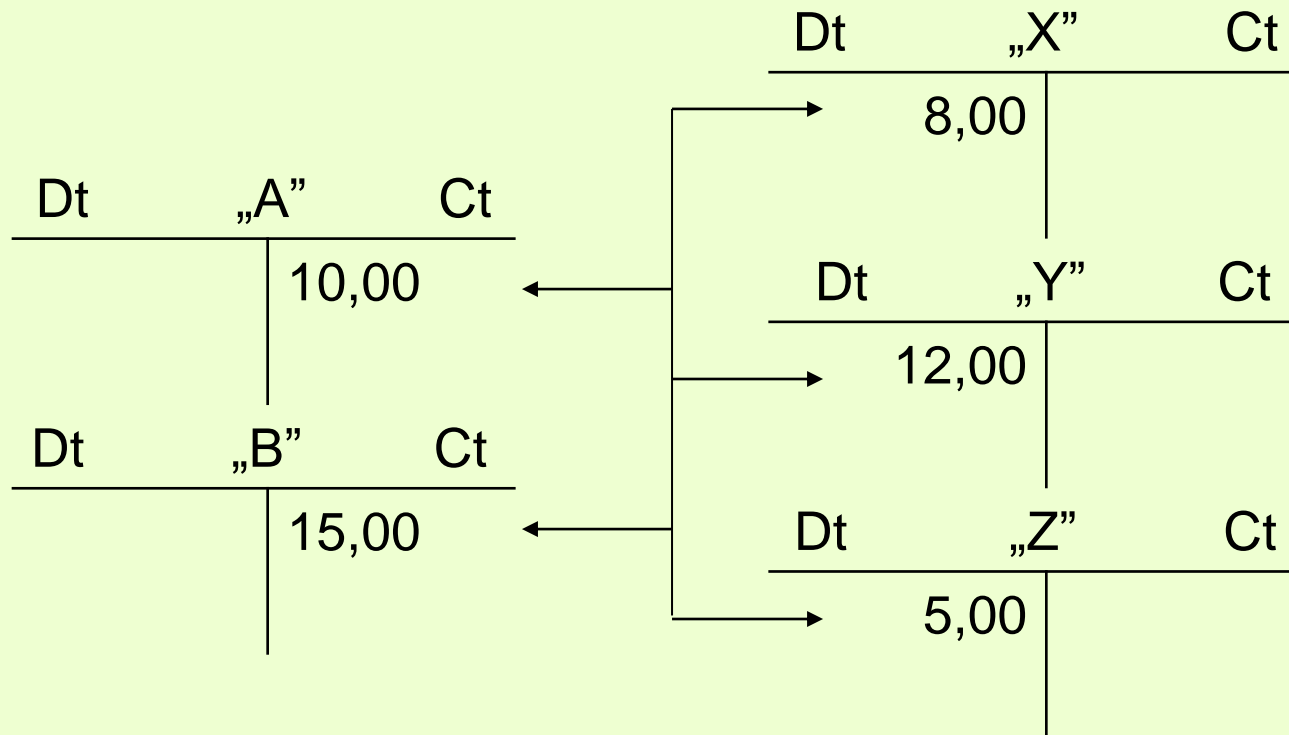 Dt „X” Ct
8,00
Dt „A” Ct
10,00
Dt „Y” Ct
12,00
Dt „B” Ct
15,00
Dt „Z” Ct
5,00